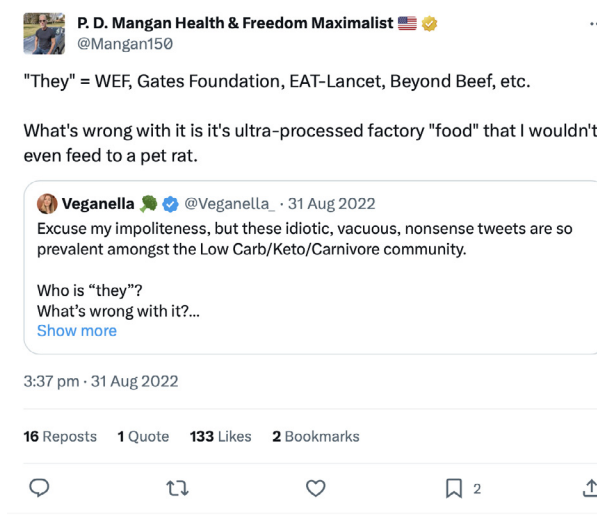 P. D. Mangan Health & Freedom Maximalist 🇺🇸
@Mangan150
"They" = WEF, Gates Foundation, EAT-Lancet, Beyond Beef, etc.
What's wrong with it is it's ultra-processed factory "food" that I wouldn't
even feed to a pet rat.
Veganella 🥦 @Veganella_ · 31 Aug 2022
Excuse my impoliteness, but these idiotic, vacuous, nonsense tweets are so
prevalent amongst the Low Carb/Keto/Carnivore community.
Who is “they”?
What’s wrong with it?...
Show more
3:37 pm · 31 Aug 2022
16 Reposts 1 Quote 133 Likes 2 Bookmarks
2